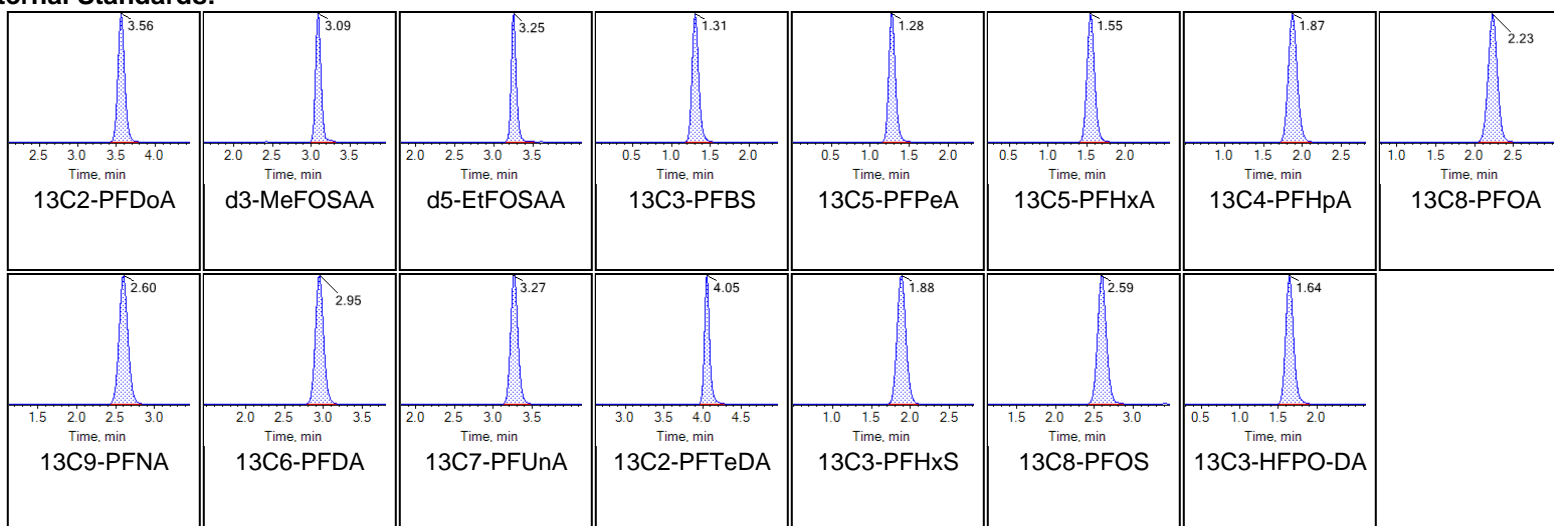 ternal Standards:
3.56 3.09 3.25 1.31 1.28 1.55 1.87 2.23
2.5 3.0 3.5 4.0 2.0 2.5 3.0 3.5 2.0 2.5 3.0 3.5 0.5 1.0 1.5 2.0 0.5 1.0 1.5 2.0 0.5 1.0 1.5 2.0 1.0 1.5 2.0 2.5 1.0 1.5 2.0 2.5
Time, min Time, min Time, min Time, min Time, min Time, min Time, min Time, min
13C2-PFDoA d3-MeFOSAA d5-EtFOSAA 13C3-PFBS 13C5-PFPeA 13C5-PFHxA 13C4-PFHpA 13C8-PFOA
2.60 2.95 3.27 4.05 1.88 2.59 1.64
1.5 2.0 2.5 3.0 2.0 2.5 3.0 3.5 2.0 2.5 3.0 3.5 3.0 3.5 4.0 4.5 1.0 1.5 2.0 2.5 1.5 2.0 2.5 3.0 0.5 1.0 1.5 2.0
Time, min Time, min Time, min Time, min Time, min Time, min Time, min
13C9-PFNA 13C6-PFDA 13C7-PFUnA 13C2-PFTeDA 13C3-PFHxS 13C8-PFOS 13C3-HFPO-DA